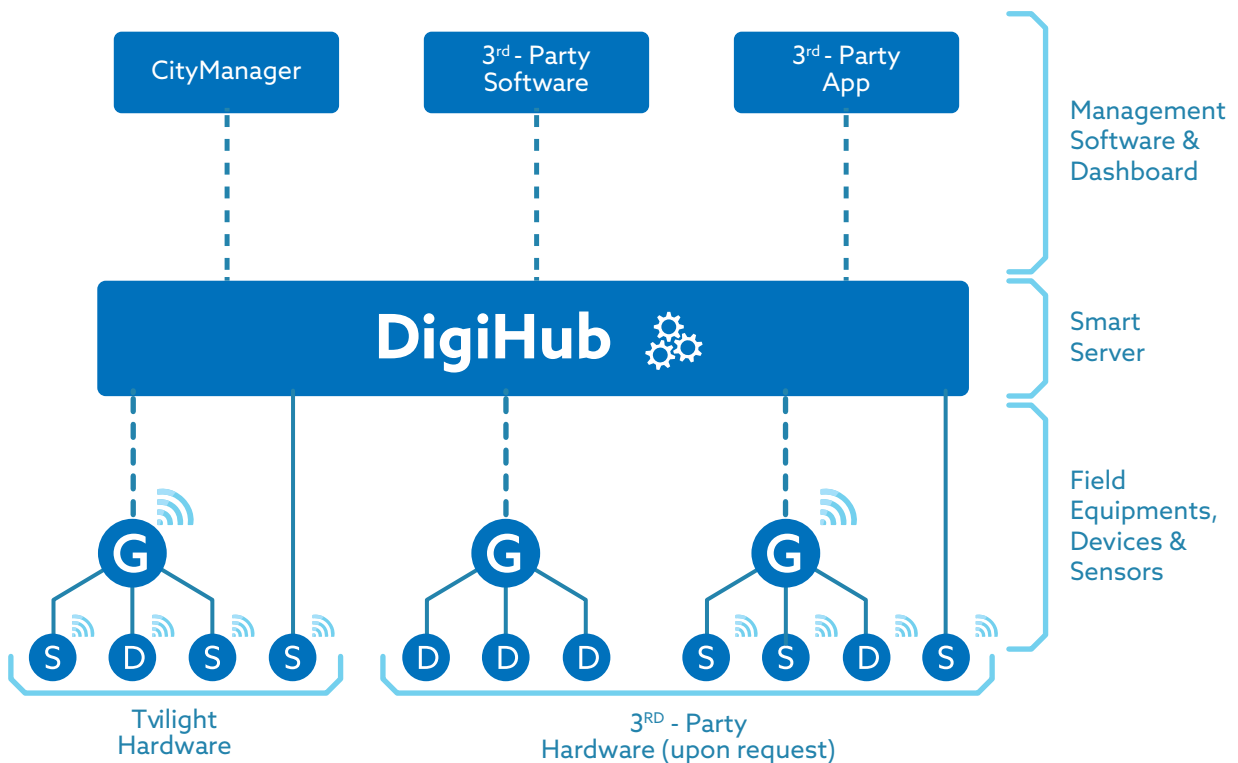 CityManager
3rd - Party
Software
3rd - Party
App
Management
Software &
Dashboard
DigiHub
Smart
Server
Field
Equipments,
Devices &
Sensors
G
G
G
S
D
S
S
D
D
D
S
S
D
S
Tvilight
Hardware
3RD - Party
Hardware (upon request)